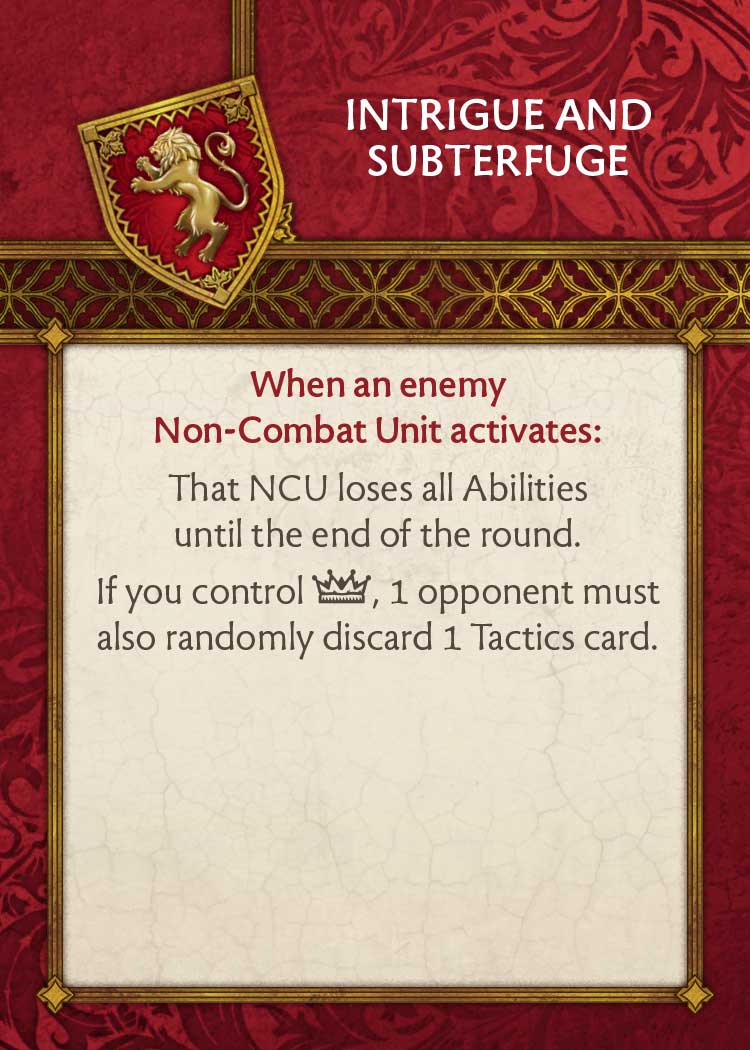 INTRIGUE AND
SUBTERFUGE
When an enemy
Non-Combat Unit activates:
That NCU loses all Abilities
until the end of the round.
If you control , 1 opponent must
also randomly discard 1 Tactics card.